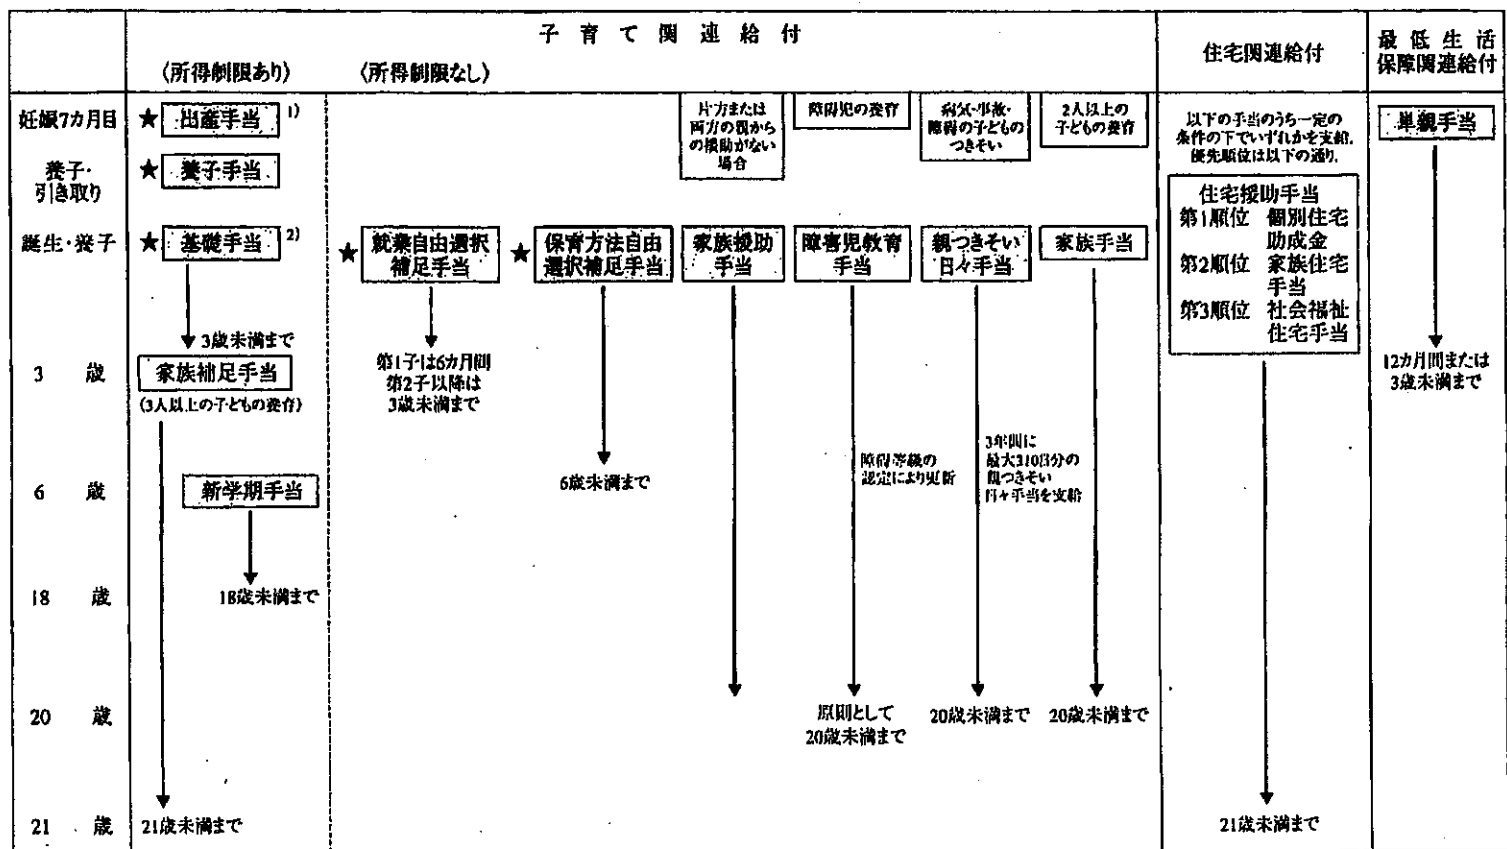 子育て関連給付
住宅関連給付
最低生活
保障関連給付
(所得制限あり)
(所得制限なし)
妊娠7カ月目
★ 出産手当 1)
片方または
両方の親から
の援助がない
場合
障碍児の養育
病気・事故・
障碍の子どもの
つきそい
2人以上の
子どもの養育
以下の手当のうち一定の
条件の下でいずれかを支給.
優先順位は以下の通り.
単親手当
養子・
引き取り
★ 養子手当
誕生・養子
★ 基礎手当 2)
★ 就業自由選択
補足手当
★ 保育方法自由
選択補足手当
家族援助
手当
障害児教育
手当
親つきそい
日々手当
家族手当
住宅援助手当
第1順位 個別住宅
助成金
第2順位 家族住宅
手当
第3順位 社会福祉
住宅手当
3歳未満まで
3 歳
家族補足手当
(3人以上の子どもの養育)
第1子は6カ月間
第2子以降は
3歳未満まで
12カ月間または
3歳未満まで
6 歳
新学期手当
6歳未満まで
障碍等級の
認定により更新
3年間に
最大310日分の
親つきそい
日々手当を支給
18 歳
18歳未満まで
20 歳
原則として
20歳未満まで
20歳未満まで
20歳未満まで
21 歳
21歳未満まで
21歳未満まで